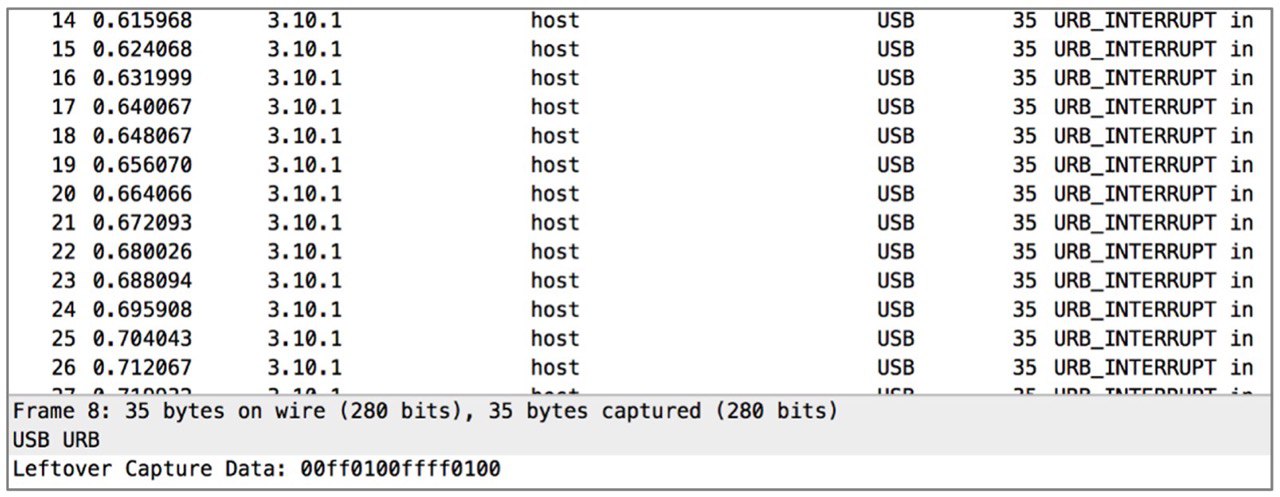 14 0.615968 3.10.1 host USB 35 URB_INTERRUPT in
15 0.624068 3.10.1 host USB 35 URB_INTERRUPT in
16 0.631999 3.10.1 host USB 35 URB_INTERRUPT in
17 0.640067 3.10.1 host USB 35 URB_INTERRUPT in
18 0.648067 3.10.1 host USB 35 URB_INTERRUPT in
19 0.656070 3.10.1 host USB 35 URB_INTERRUPT in
20 0.664066 3.10.1 host USB 35 URB_INTERRUPT in
21 0.672093 3.10.1 host USB 35 URB_INTERRUPT in
22 0.680026 3.10.1 host USB 35 URB_INTERRUPT in
23 0.688094 3.10.1 host USB 35 URB_INTERRUPT in
24 0.695908 3.10.1 host USB 35 URB_INTERRUPT in
25 0.704043 3.10.1 host USB 35 URB_INTERRUPT in
26 0.712067 3.10.1 host USB 35 URB_INTERRUPT in
Frame 8: 35 bytes on wire (280 bits), 35 bytes captured (280 bits)
USB URB
Leftover Capture Data: 00ff0100ffff0100